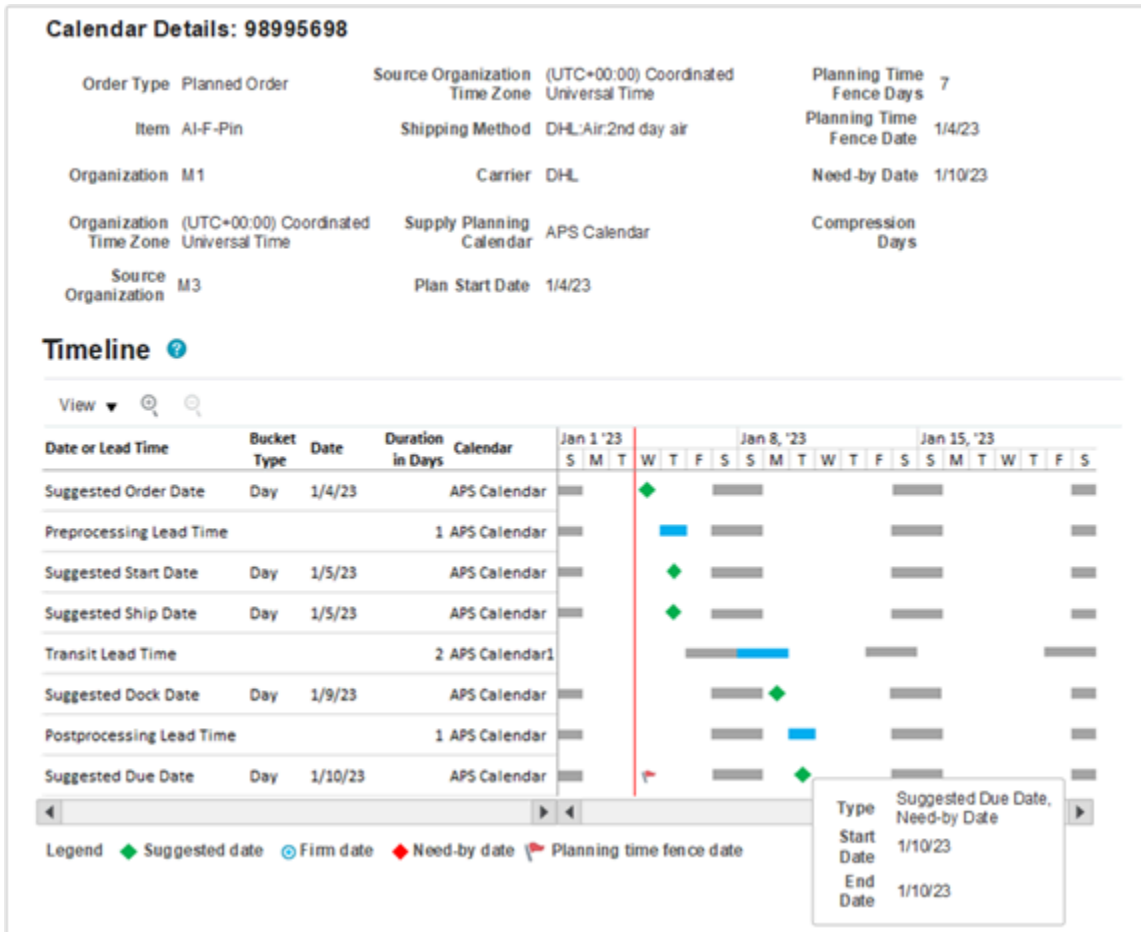 Calendar Details: 98995698
Order Type Planned Order
Source Organization Time Zone (UTC+00:00) Coordinated Universal Time
Planning Time Fence Days 7
Item AI-F-Pin
Shipping Method DHL:Air:2nd day air
Planning Time Fence Date 1/4/23
Organization M1
Carrier DHL
Need-by Date 1/10/23
Organization Time Zone (UTC+00:00) Coordinated Universal Time
Supply Planning Calendar APS Calendar
Compression Days
Source Organization M3
Plan Start Date 1/4/23
Timeline ?
View
Date or Lead Time Bucket Type Date Duration in Days Calendar Jan 1 '23 Jan 8, '23 Jan 15, '23
S M T W T F S S M T W T F S S M T W T F S
Suggested Order Date Day 1/4/23 APS Calendar
Preprocessing Lead Time 1 APS Calendar
Suggested Start Date Day 1/5/23 APS Calendar
Suggested Ship Date Day 1/5/23 APS Calendar
Transit Lead Time 2 APS Calendar1
Suggested Dock Date Day 1/9/23 APS Calendar
Postprocessing Lead Time 1 APS Calendar
Suggested Due Date Day 1/10/23 APS Calendar
Legend Suggested date Firm date Need-by date Planning time fence date
Type Suggested Due Date, Need-by Date
Start Date 1/10/23
End Date 1/10/23